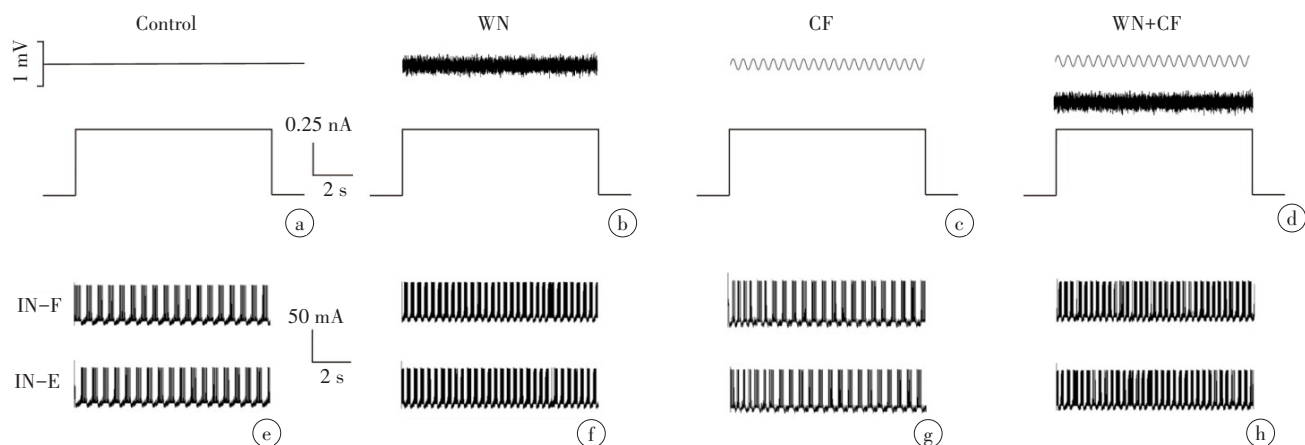 Control
WN
CF
WN+CF
1 mV
0.25 nA
2 s
a
b
c
d
IN−F
50 mA
2 s
IN−E
e
f
g
h